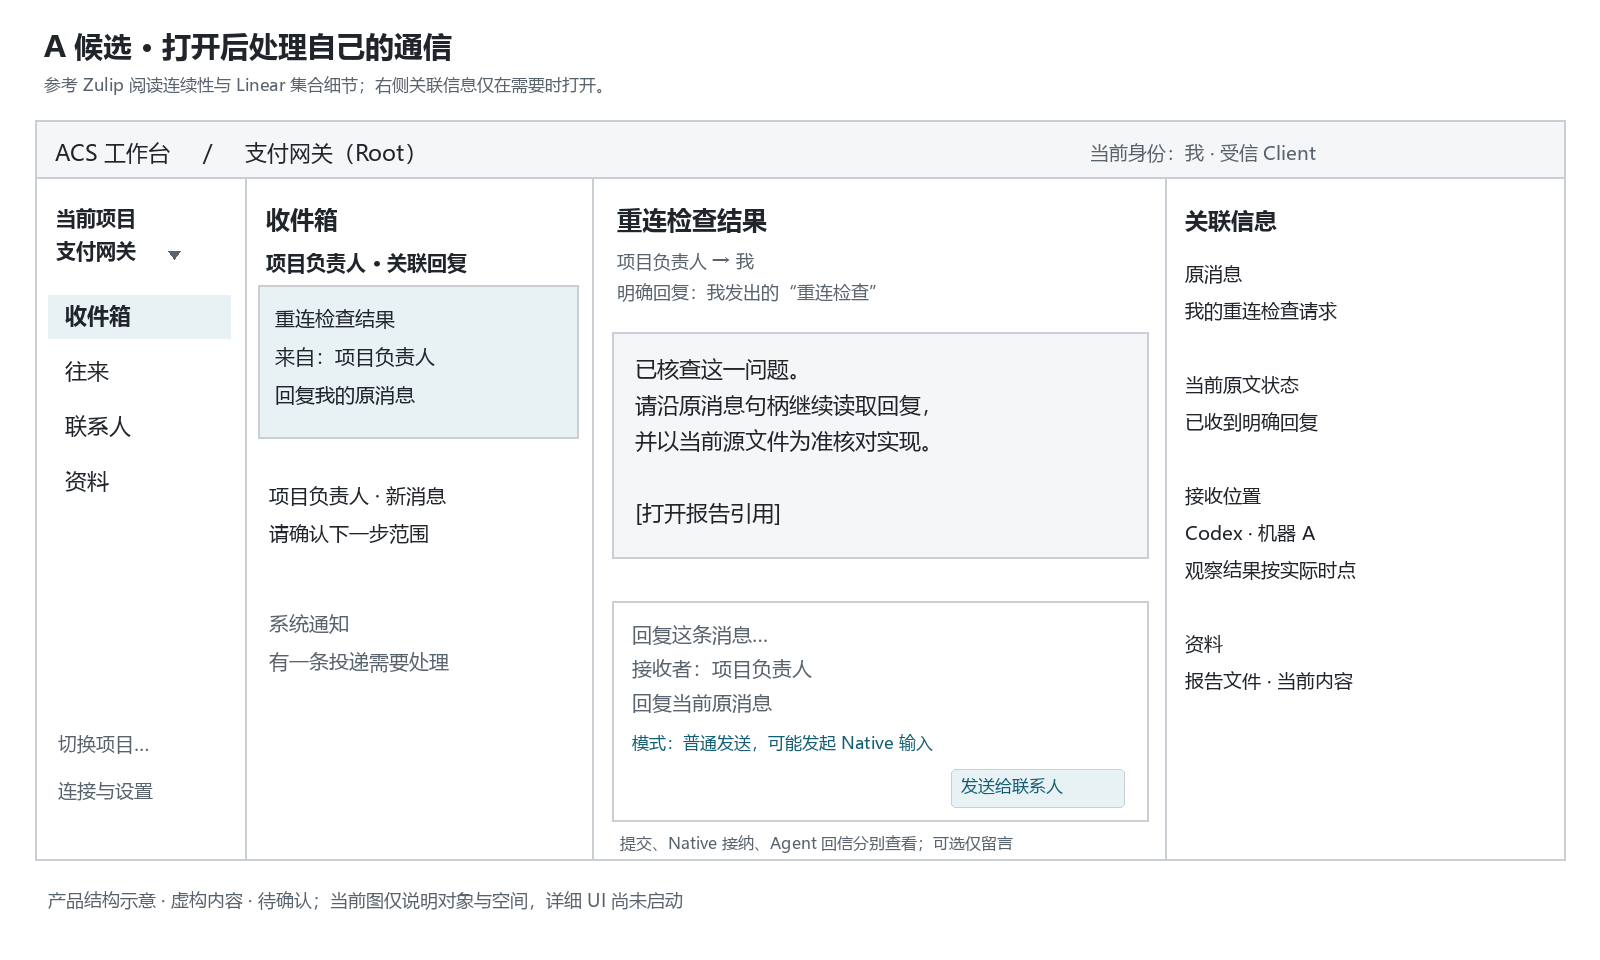 A 候选 • 打开后处理自己的通信
参考 Zulip 阅读连续性与 Linear 集合细节；右侧关联信息仅在需要时打开。
ACS 工作台 / 支付网关（Root）
当前身份：我 · 受信 Client
当前项目
支付网关
收件箱
往来
联系人
资料
切换项目...
连接与设置
收件箱
项目负责人 • 关联回复
重连检查结果
来自：项目负责人
回复我的原消息
项目负责人 · 新消息
请确认下一步范围
系统通知
有一条投递需要处理
重连检查结果
项目负责人 → 我
明确回复：我发出的“重连检查”
已核查这一问题。
请沿原消息句柄继续读取回复，
并以当前源文件为准核对实现。
[打开报告引用]
回复这条消息...
接收者：项目负责人
回复当前原消息
模式：普通发送，可能发起 Native 输入
发送给联系人
提交、Native 接纳、Agent 回信分别查看；可选仅留言
关联信息
原消息
我的重连检查请求
当前原文状态
已收到明确回复
接收位置
Codex · 机器 A
观察结果按实际时点
资料
报告文件 · 当前内容
产品结构示意 · 虚构内容 · 待确认；当前图仅说明对象与空间，详细 UI 尚未启动